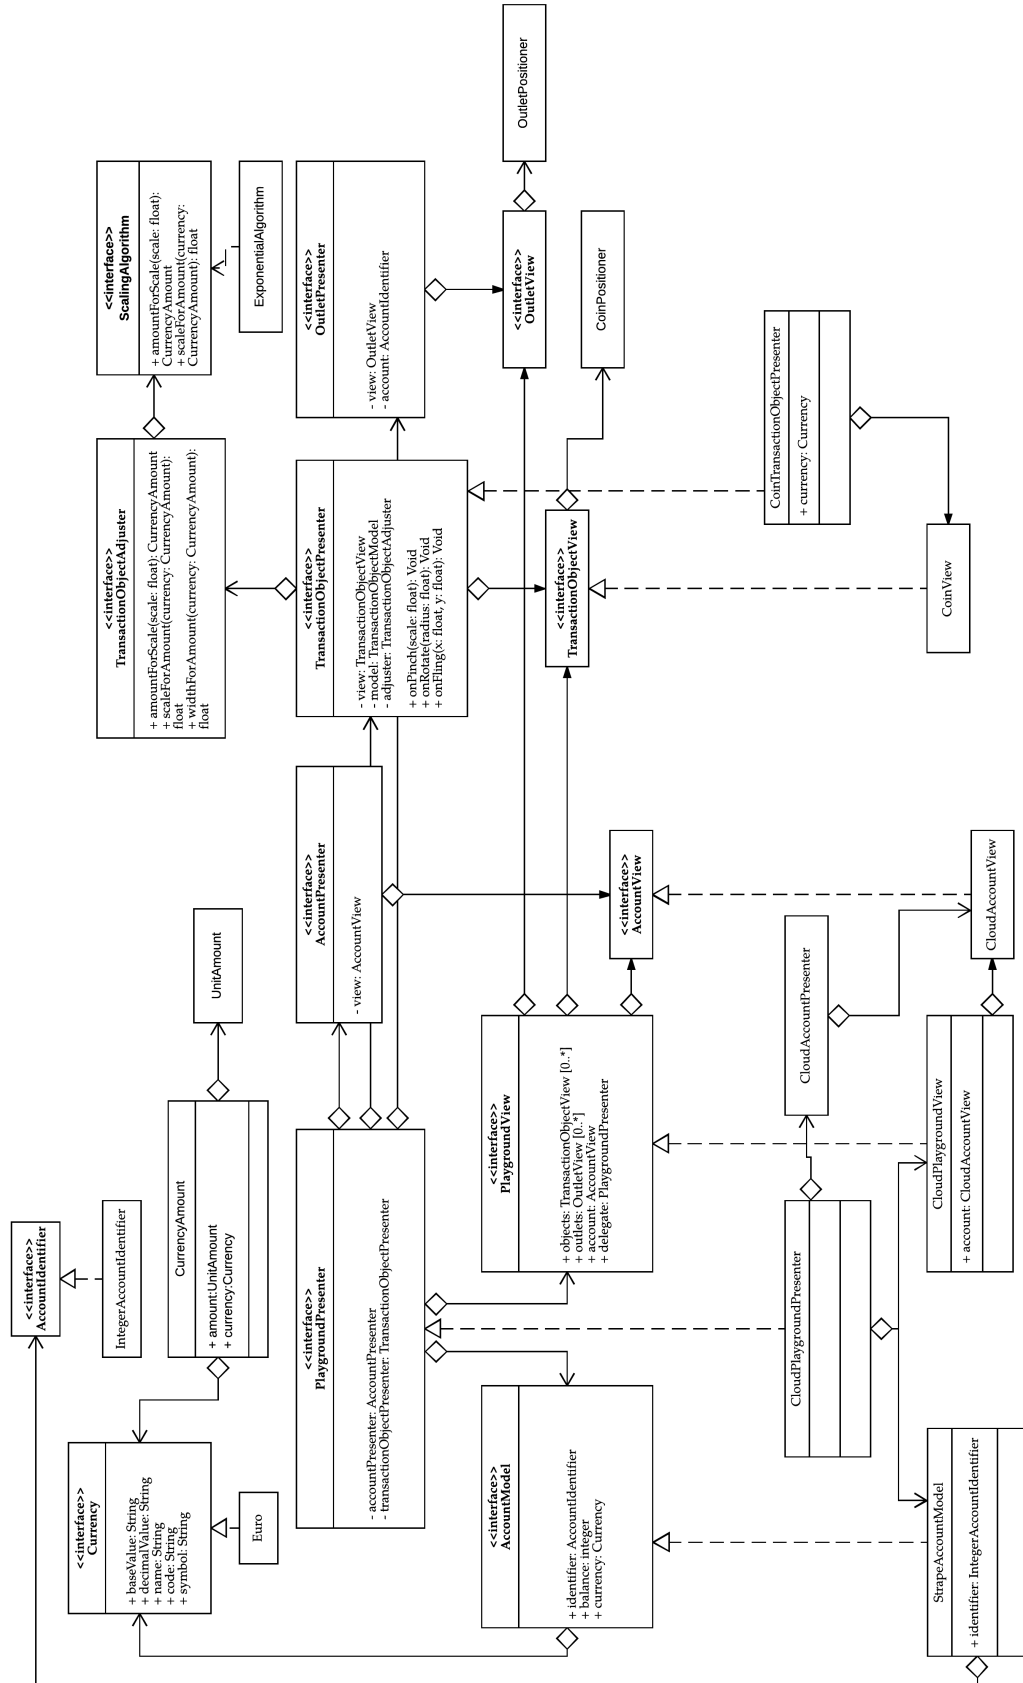 OutletPositioner
<<interface>>
ScalingAlgorithm
+ amountForScale(scale: float):
CurrencyAmount
+ scaleForAmount(currency:
CurrencyAmount): float
ExponentialAlgorithm
<<interface>>
OutletPresenter
- view: OutletView
- account: AccountIdentifier
<<interface>>
OutletView
CoinPositioner
<<interface>>
TransactionObjectAdjuster
+ amountForScale(scale: float): CurrencyAmount
+ scaleForAmount(currency: CurrencyAmount):
float
+ widthForAmount(currency: CurrencyAmount):
float
<<interface>>
TransactionObjectPresenter
- view: TransactionObjectView
- model: TransactionObjectModel
- adjuster: TransactionObjectAdjuster
+ onPinch(scale: float): Void
+ onRotate(radius: float): Void
+ onFling(x: float, y: float): Void
<<interface>>
TransactionObjectView
CoinTransactionObjectPresenter
+ currency: Currency
CoinView
UnitAmount
<<interface>>
AccountPresenter
- view: AccountView
<<interface>>
AccountView
CloudAccountPresenter
CloudAccountView
<<interface>>
AccountIdentifier
IntegerAccountIdentifier
CurrencyAmount
+ amount:UnitAmount
+ currency:Currency
<<interface>>
PlaygroundPresenter
- accountPresenter: AccountPresenter
- transactionObjectPresenter: TransactionObjectPresenter
<<interface>>
PlaygroundView
+ objects: TransactionObjectView [0..*]
+ outlets: OutletView [0..*]
+ account: AccountView
+ delegate: PlaygroundPresenter
CloudPlaygroundPresenter
CloudPlaygroundView
+ account: CloudAccountView
<<interface>>
Currency
+ baseValue: String
+ decimalValue: String
+ name: String
+ code: String
+ symbol: String
Euro
<<interface>>
AccountModel
+ identifier: AccountIdentifier
+ balance: integer
+ currency: Currency
StrapeAccountModel
+ identifier: IntegerAccountIdentifier